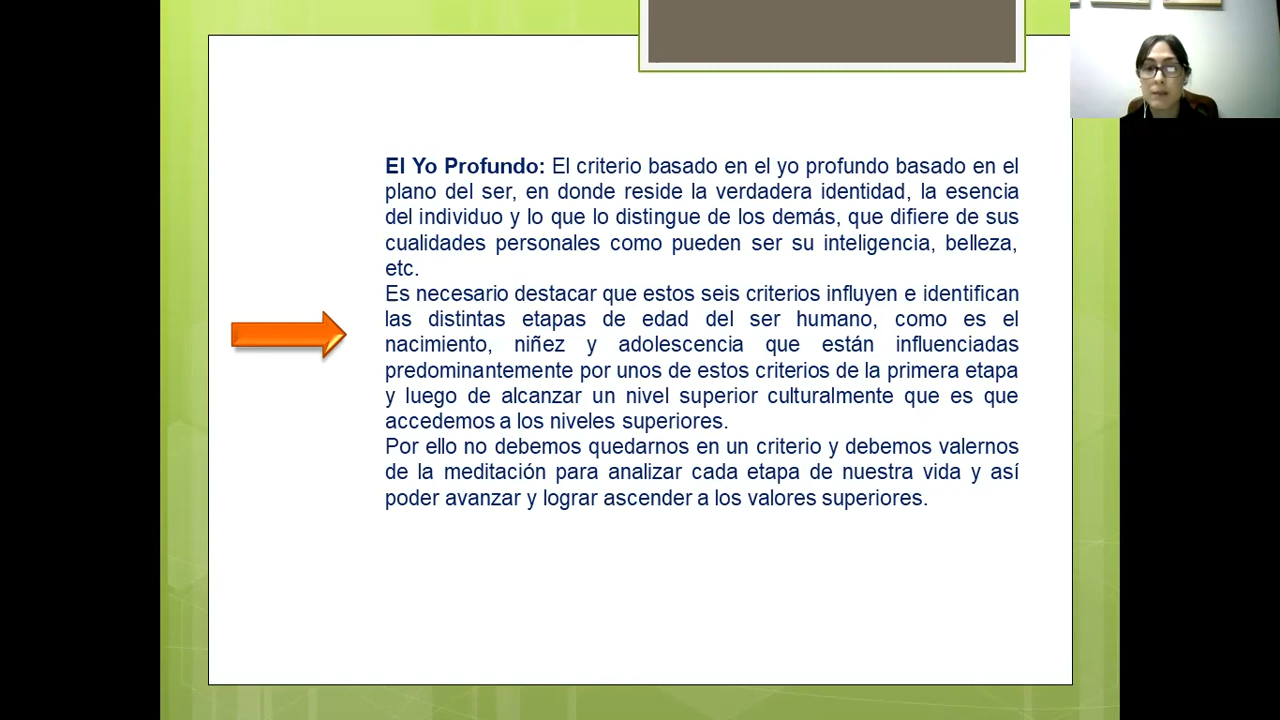 El Yo Profundo: El criterio basado en el yo profundo basado en el
plano del ser, en donde reside la verdadera identidad, la esencia
del individuo y lo que lo distingue de los demás, que difiere de sus
cualidades personales como pueden ser su inteligencia, belleza,
etc.
Es necesario destacar que estos seis criterios influyen e identifican
las distintas etapas de edad del ser humano, como es el
nacimiento, niñez y adolescencia que están influenciadas
predominantemente por unos de estos criterios de la primera etapa
y luego de alcanzar un nivel superior culturalmente que es que
accedemos a los niveles superiores.
Por ello no debemos quedarnos en un criterio y debemos valernos
de la meditación para analizar cada etapa de nuestra vida y así
poder avanzar y lograr ascender a los valores superiores.